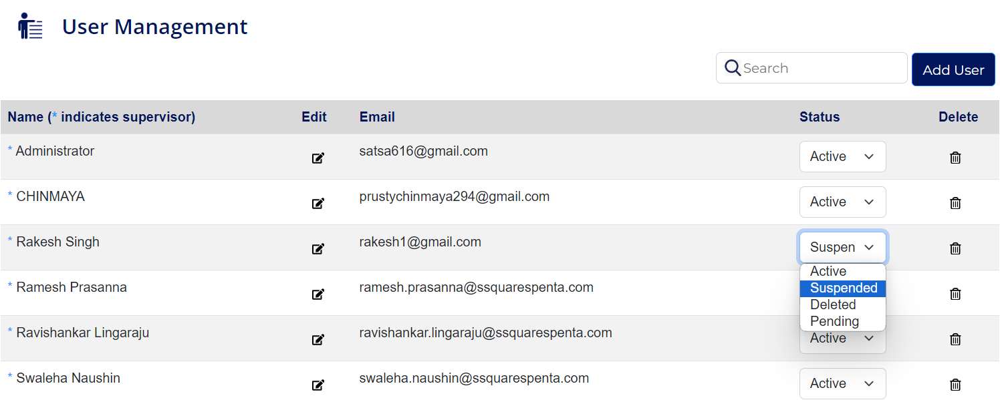 User Management
Search
Add User
Name (* indicates supervisor) Edit Email Status Delete
* Administrator satsa616@gmail.com Active
* CHINMAYA prustychinmaya294@gmail.com Active
* Rakesh Singh rakesh1@gmail.com Suspen
Active
Suspended
Deleted
Pending
* Ramesh Prasanna ramesh.prasanna@ssquarespenta.com
* Ravishankar Lingaraju ravishankar.lingaraju@ssquarespenta.com Active
* Swaleha Naushin swaleha.naushin@ssquarespenta.com Active